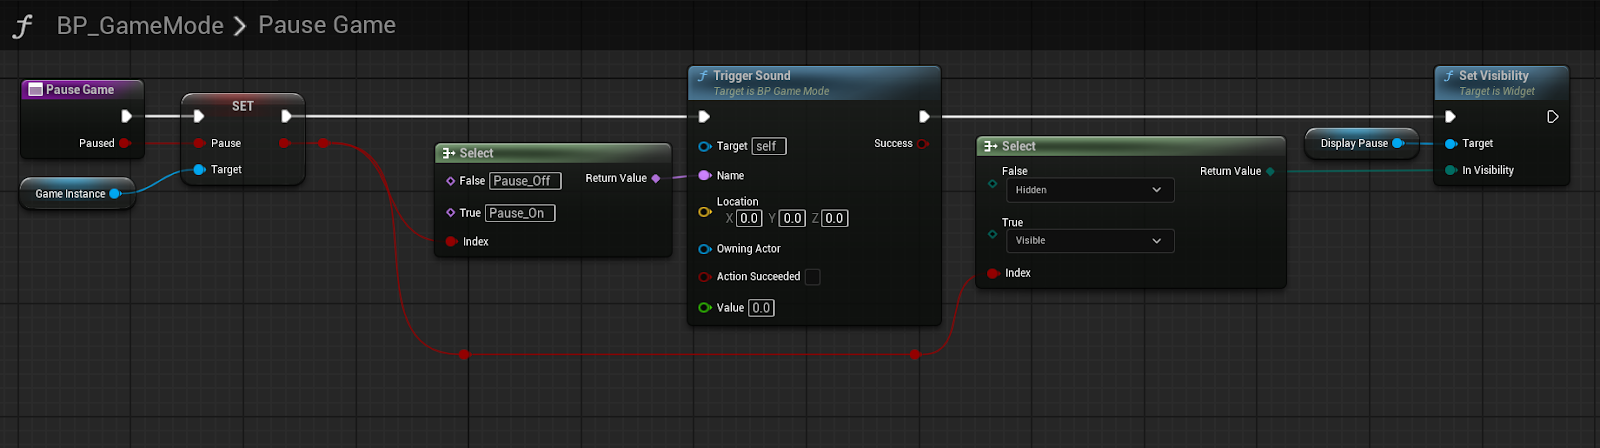 BP_GameMode > Pause Game
Pause Game
Paused
Game Instance
SET
Pause
Target
Select
False Pause_Off
Return Value
True Pause_On
Index
Trigger Sound
Target is BP Game Mode
Target self
Success
Name
Location
X 0.0 Y 0.0 Z 0.0
Owning Actor
Action Succeeded
Value 0.0
Select
False
Hidden
Return Value
True
Visible
Index
Display Pause
Set Visibility
Target is Widget
Target
In Visibility